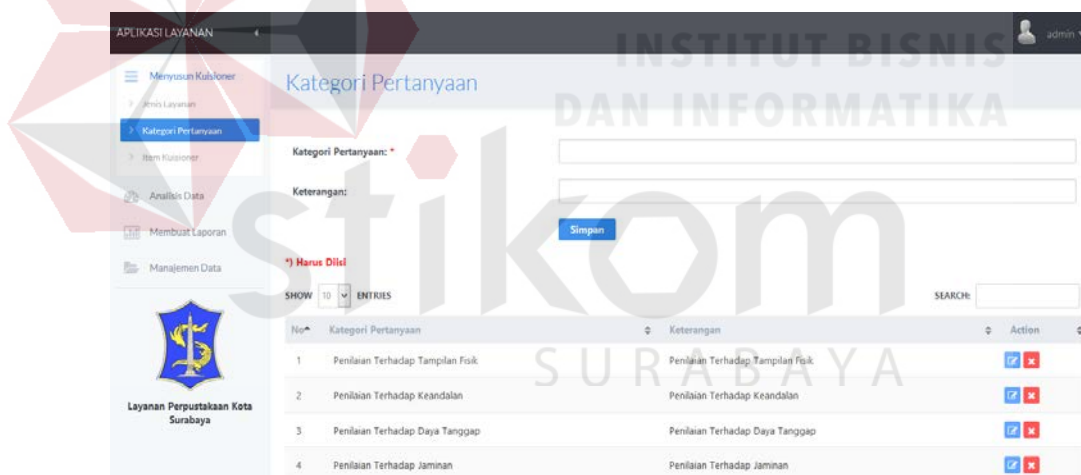 APLIKASI LAYANAN
admin
Menyusun Kuisioner
Jenis Layanan
Kategori Pertanyaan
Item Kuisioner
Analisis Data
Membuat Laporan
Manajemen Data
Layanan Perpustakaan Kota
Surabaya
Kategori Pertanyaan
Kategori Pertanyaan: *
Keterangan:
Simpan
*) Harus Diisi
SHOW 10 ENTRIES
SEARCH:
No Kategori Pertanyaan Keterangan Action
1 Penilaian Terhadap Tampilan Fisik Penilaian Terhadap Tampilan Fisik
2 Penilaian Terhadap Keandalan Penilaian Terhadap Keandalan
3 Penilaian Terhadap Daya Tanggap Penilaian Terhadap Daya Tanggap
4 Penilaian Terhadap Jaminan Penilaian Terhadap Jaminan
INSTITUT BISNIS
DAN INFORMATIKA
stikom
SURABAYA